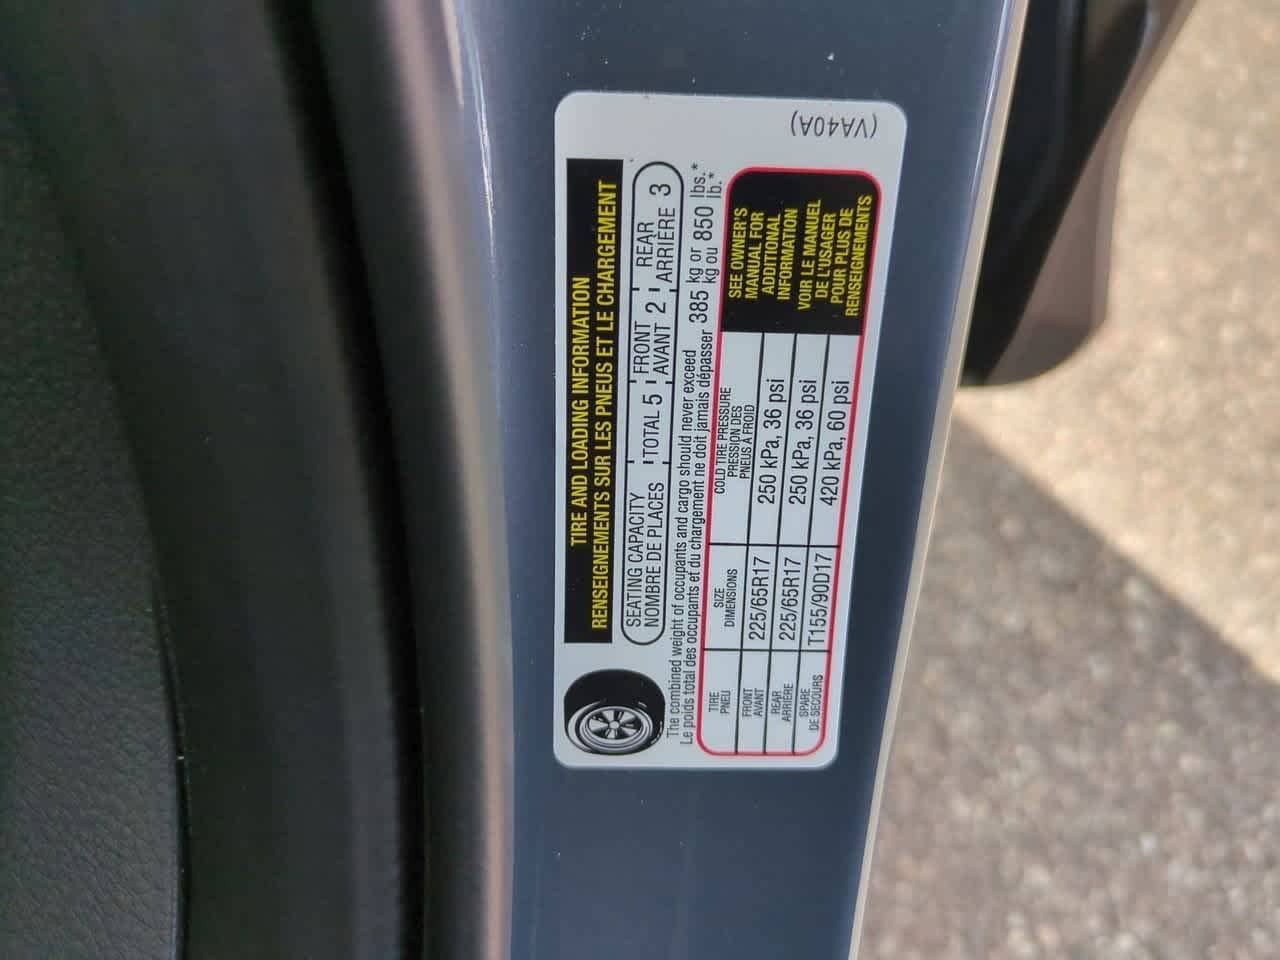 TIRE AND LOADING INFORMATION
RENSEIGNEMENTS SUR LES PNEUS ET LE CHARGEMENT
SEATING CAPACITY TOTAL 5 FRONT 2 REAR 3
NOMBRE DE PLACES AVANT ARRIÈRE
The combined weight of occupants and cargo should never exceed 385 kg or 850 lbs.*
Le poids total des occupants et du chargement ne doit jamais dépasser kg ou lb.*
TIRE
PNEU
SIZE
DIMENSIONS
COLD TIRE PRESSURE
PRESSION DES
PNEUS À FROID
FRONT
AVANT
225/65R17
250 kPa, 36 psi
REAR
ARRIÈRE
225/65R17
250 kPa, 36 psi
SPARE
DE SECOURS
T155/90D17
420 kPa, 60 psi
SEE OWNER'S
MANUAL FOR
ADDITIONAL
INFORMATION
VOIR LE MANUEL
DE L'USAGER
POUR PLUS DE
RENSEIGNEMENTS
(VA40A)